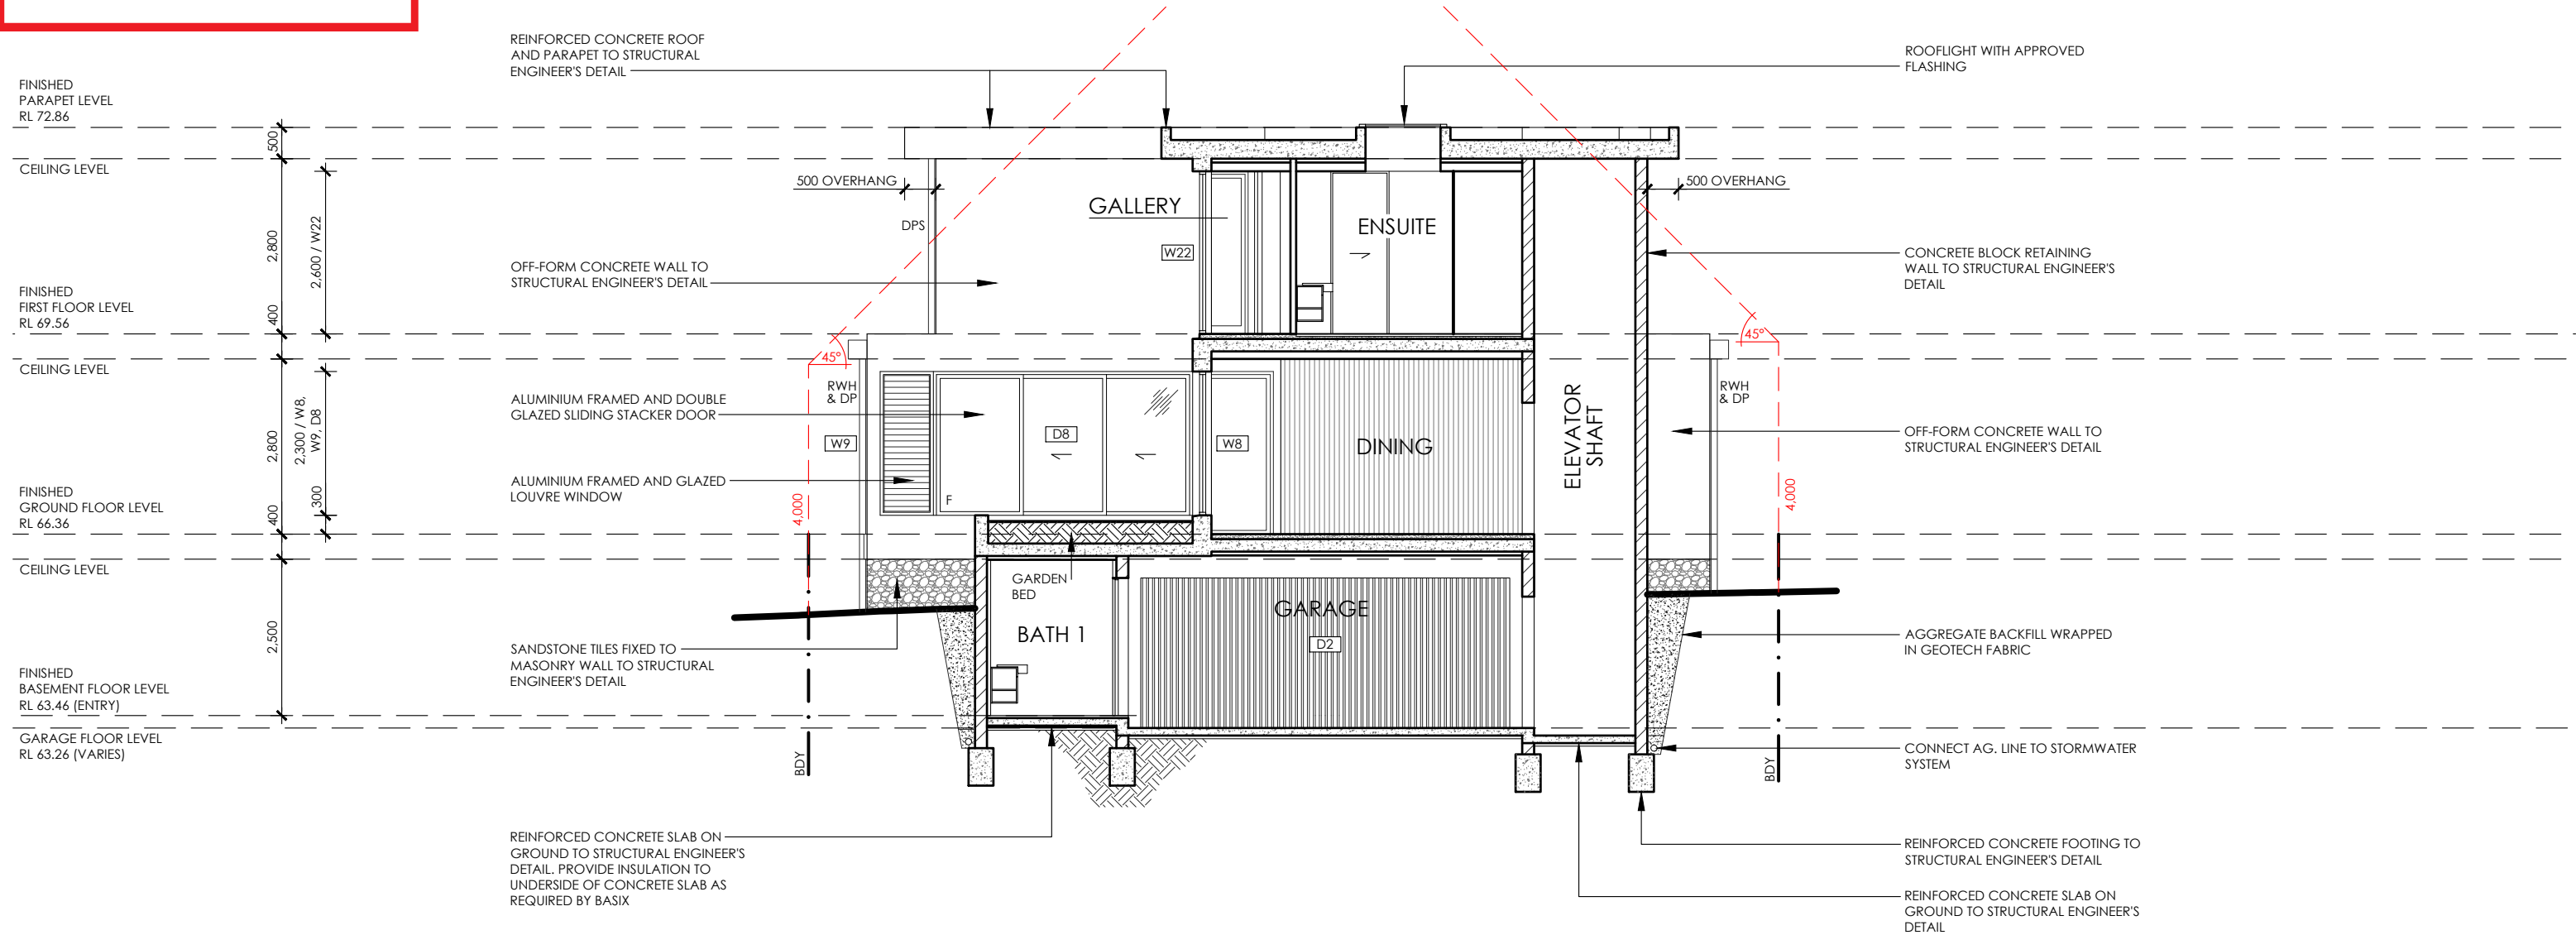 REINFORCED CONCRETE ROOF
AND PARAPET TO STRUCTURAL
ENGINEER'S DETAIL
ROOFLIGHT WITH APPROVED
FLASHING
FINISHED
PARAPET LEVEL
RL 72.86
500
CEILING LEVEL
500 OVERHANG
500 OVERHANG
GALLERY
ENSUITE
DPS
2,800
2,600 / W22
W22
OFF-FORM CONCRETE WALL TO
STRUCTURAL ENGINEER'S DETAIL
CONCRETE BLOCK RETAINING
WALL TO STRUCTURAL ENGINEER'S
DETAIL
FINISHED
FIRST FLOOR LEVEL
RL 69.56
400
45°
45°
CEILING LEVEL
RWH
& DP
RWH
& DP
ALUMINIUM FRAMED AND DOUBLE
GLAZED SLIDING STACKER DOOR
2,800
2,300 / W8,
W9, D8
W9
D8
W8
DINING
ELEVATOR
SHAFT
OFF-FORM CONCRETE WALL TO
STRUCTURAL ENGINEER'S DETAIL
ALUMINIUM FRAMED AND GLAZED
LOUVRE WINDOW
F
4,000
4,000
FINISHED
GROUND FLOOR LEVEL
RL 66.36
300
400
CEILING LEVEL
GARDEN
BED
GARAGE
BATH 1
D2
2,500
SANDSTONE TILES FIXED TO
MASONRY WALL TO STRUCTURAL
ENGINEER'S DETAIL
AGGREGATE BACKFILL WRAPPED
IN GEOTECH FABRIC
FINISHED
BASEMENT FLOOR LEVEL
RL 63.46 (ENTRY)
GARAGE FLOOR LEVEL
RL 63.26 (VARIES)
BDY
BDY
CONNECT AG. LINE TO STORMWATER
SYSTEM
REINFORCED CONCRETE SLAB ON
GROUND TO STRUCTURAL ENGINEER'S
DETAIL. PROVIDE INSULATION TO
UNDERSIDE OF CONCRETE SLAB AS
REQUIRED BY BASIX
REINFORCED CONCRETE FOOTING TO
STRUCTURAL ENGINEER'S DETAIL
REINFORCED CONCRETE SLAB ON
GROUND TO STRUCTURAL ENGINEER'S
DETAIL